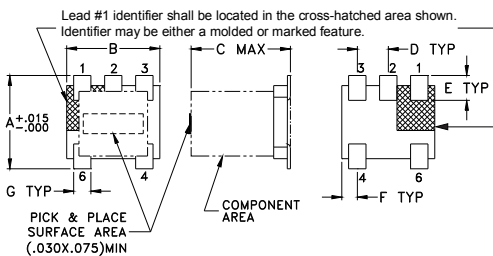 Lead #1 identifier shall be located in the cross-hatched area shown.
Identifier may be either a molded or marked feature.
B
C MAX
D TYP
1 2 3
3 2 1
E TYP
A+.015
-.000
6 4
4 6
G TYP
F TYP
PICK & PLACE
SURFACE AREA
(.030X.075)MIN
COMPONENT
AREA